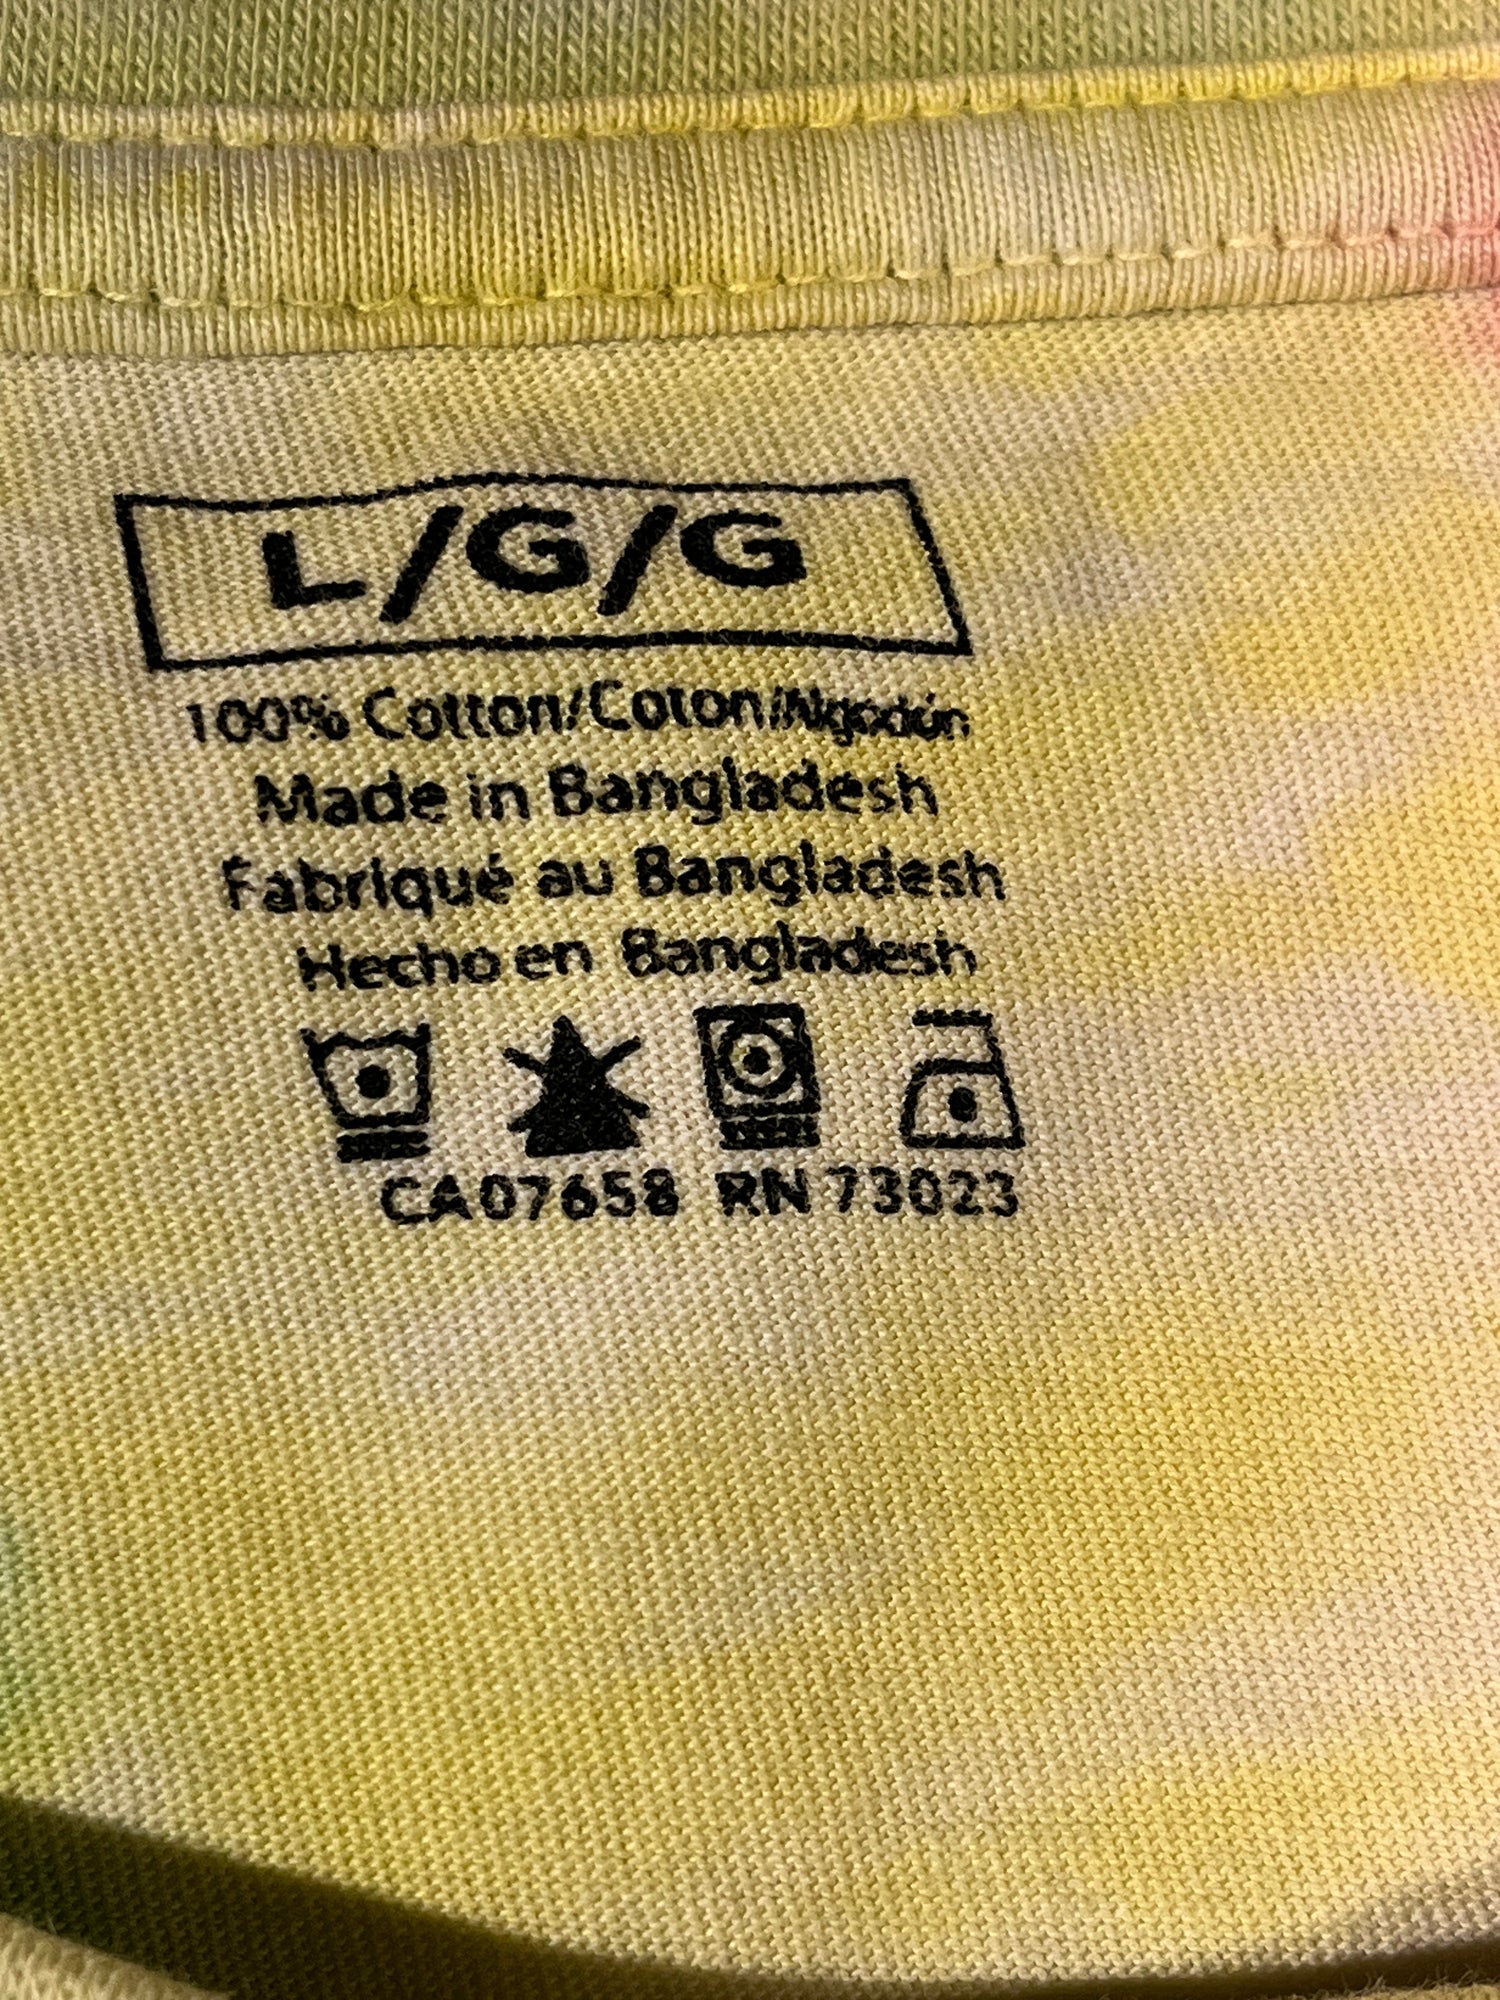 L/G/G
100% Cotton/Coton/Algodón
Made in Bangladesh
Fabriqué au Bangladesh
Hecho en Bangladesh
CA07658 RN 73023